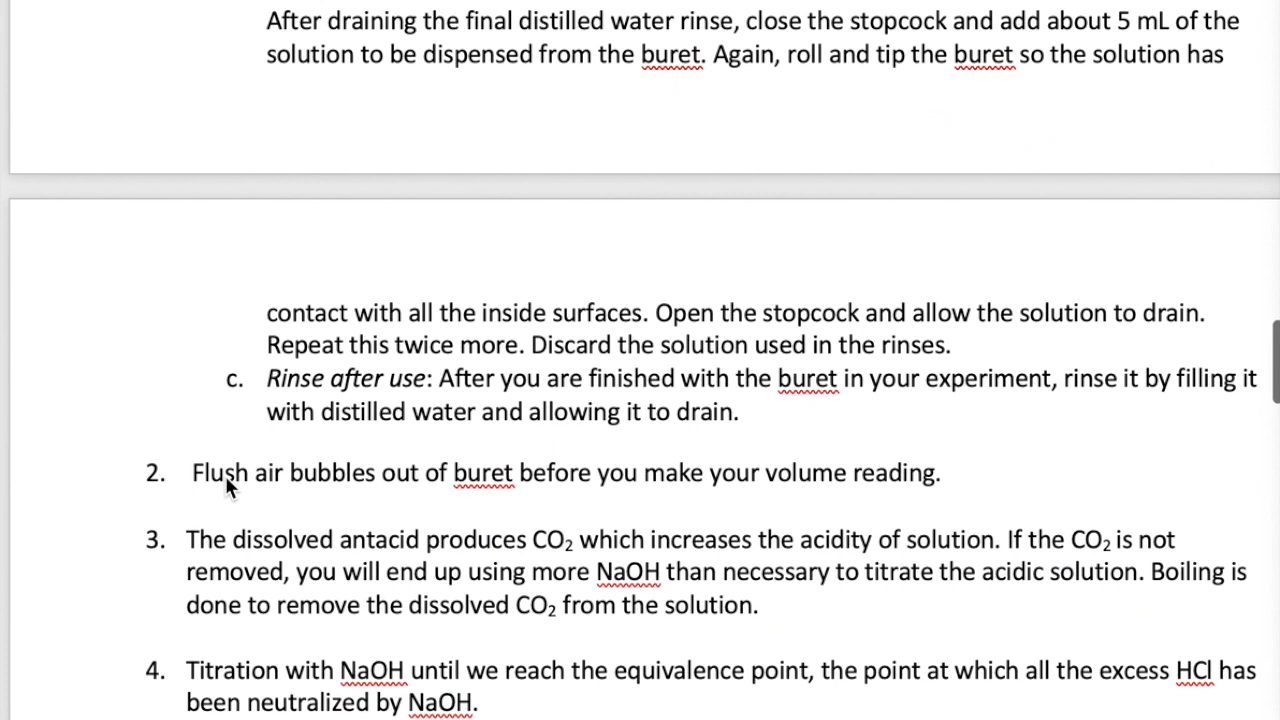 After draining the final distilled water rinse, close the stopcock and add about 5 mL of the
solution to be dispensed from the buret. Again, roll and tip the buret so the solution has
contact with all the inside surfaces. Open the stopcock and allow the solution to drain.
Repeat this twice more. Discard the solution used in the rinses.
c. Rinse after use: After you are finished with the buret in your experiment, rinse it by filling it
with distilled water and allowing it to drain.
2. Flush air bubbles out of buret before you make your volume reading.
3. The dissolved antacid produces CO₂ which increases the acidity of solution. If the CO₂ is not
removed, you will end up using more NaOH than necessary to titrate the acidic solution. Boiling is
done to remove the dissolved CO₂ from the solution.
4. Titration with NaOH until we reach the equivalence point, the point at which all the excess HCl has
been neutralized by NaOH.